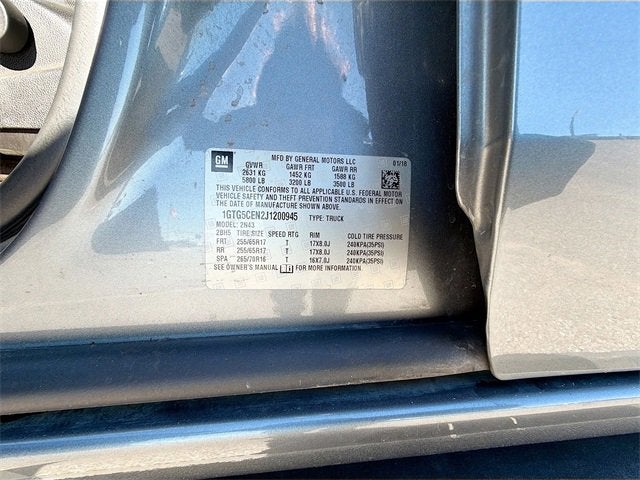 GM
MFD BY GENERAL MOTORS LLC 01/18
GVWR GAWR FRT GAWR RR
2631 KG 1452 KG 1588 KG
5800 LB 3200 LB 3500 LB
THIS VEHICLE CONFORMS TO ALL APPLICABLE U.S. FEDERAL MOTOR
VEHICLE SAFETY AND THEFT PREVENTION STANDARDS IN EFFECT ON
THE DATE OF MANUFACTURE SHOWN ABOVE.
1GTG5CEN2J1200945 TYPE: TRUCK
MODEL: 2N43
2BH5 TIRE SIZE SPEED RTG RIM COLD TIRE PRESSURE
FRT 255/65R17 T 17X8.0J 240KPA(35PSI)
RR 255/65R17 T 17X8.0J 240KPA(35PSI)
SPA 265/70R16 T 16X7.0J 240KPA(35PSI)
SEE OWNER'S MANUAL FOR MORE INFORMATION.